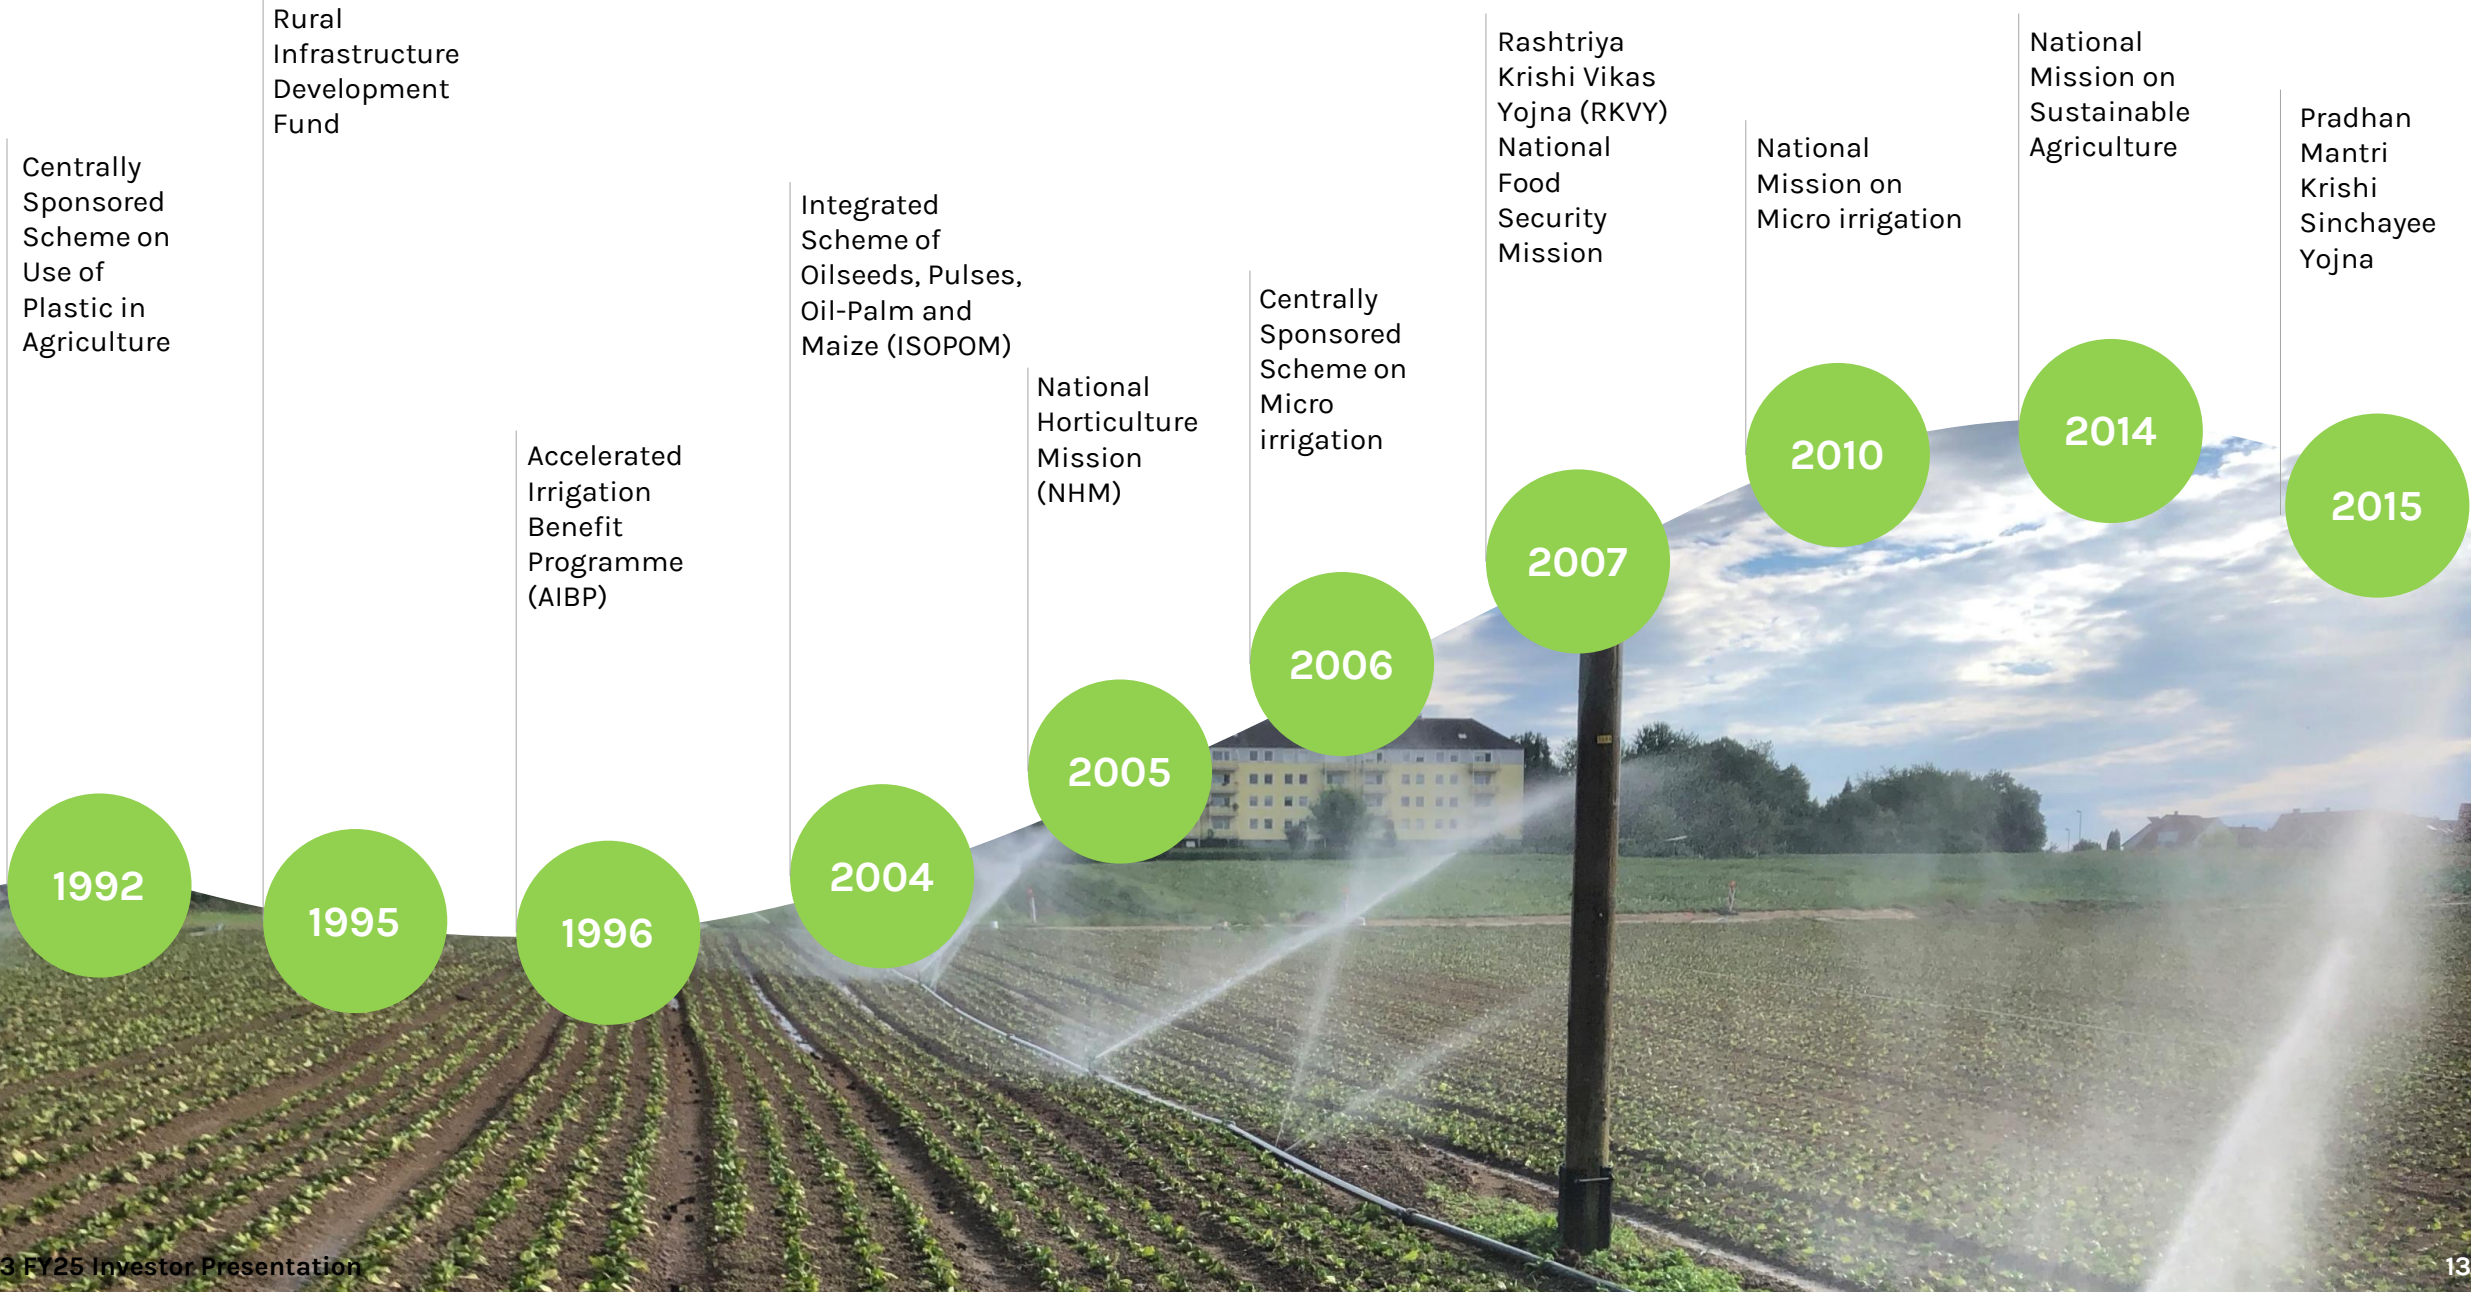 Rural
Infrastructure
Development
Fund
Centrally
Sponsored
Scheme on
Use of
Plastic in
Agriculture
Accelerated
Irrigation
Benefit
Programme
(AIBP)
Integrated
Scheme of
Oilseeds, Pulses,
Oil-Palm and
Maize (ISOPOM)
National
Horticulture
Mission
(NHM)
Centrally
Sponsored
Scheme on
Micro
irrigation
Rashtriya
Krishi Vikas
Yojna (RKVY)
National
Food
Security
Mission
National
Mission on
Micro irrigation
National
Mission on
Sustainable
Agriculture
Pradhan
Mantri
Krishi
Sinchayee
Yojna
1992
1995
1996
2004
2005
2006
2007
2010
2014
2015
3 FY25 Investor Presentation
13